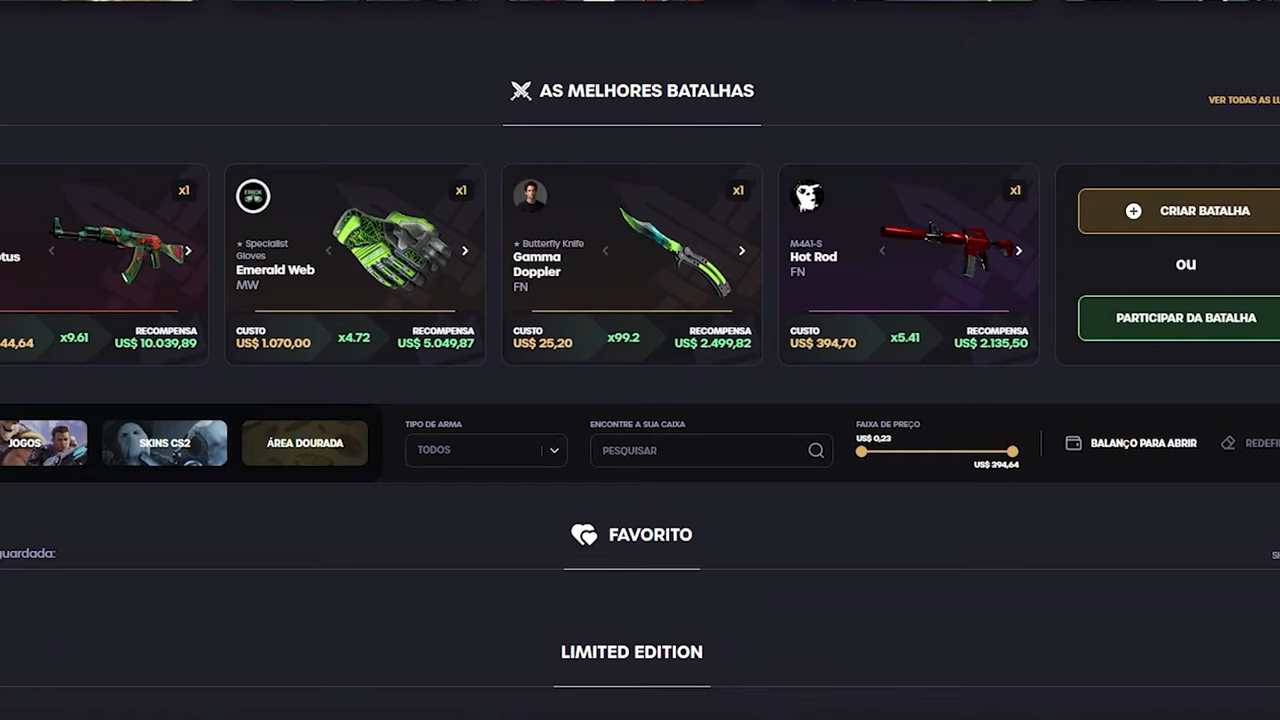 AS MELHORES BATALHAS
VER TODAS AS LU
x1
otus
x9.61
44,64
RECOMPENSA
US$ 10.039,89
x1
★ Specialist
Gloves
Emerald Web
MW
CUSTO
US$ 1.070,00
x4.72
RECOMPENSA
US$ 5.049,87
x1
★ Butterfly Knife
Gamma
Doppler
FN
CUSTO
US$ 25,20
x99.2
RECOMPENSA
US$ 2.499,82
x1
M4A1-S
Hot Rod
FN
CUSTO
US$ 394,70
x5.41
RECOMPENSA
US$ 2.135,50
CRIAR BATALHA
ou
PARTICIPAR DA BATALHA
JOGOS
SKINS CS2
ÁREA DOURADA
TIPO DE ARMA
TODOS
ENCONTRE A SUA CAIXA
PESQUISAR
FAIXA DE PREÇO
US$ 0,23
US$ 394,64
BALANÇO PARA ABRIR
REDEFI
FAVORITO
guardada:
LIMITED EDITION